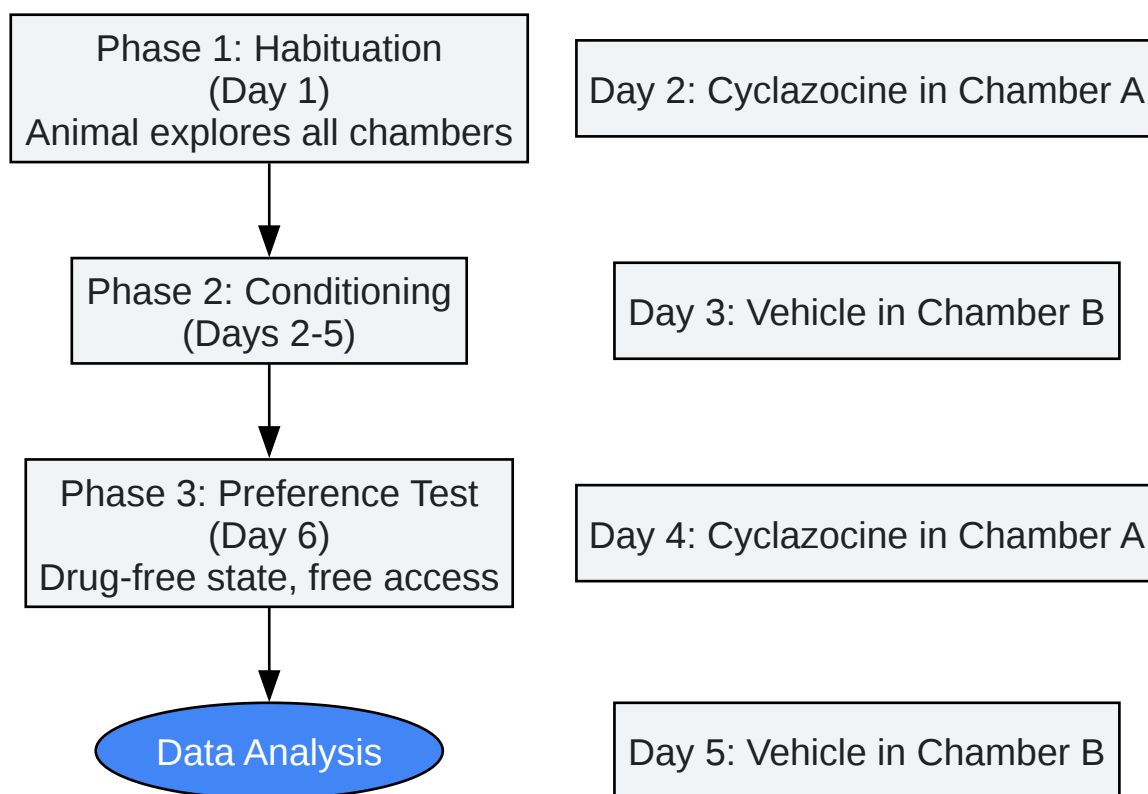 Phase 1: Habituation
(Day 1)
Animal explores all chambers
Day 2: Cyclazocine in Chamber A
Phase 2: Conditioning
(Days 2-5)
Day 3: Vehicle in Chamber B
Phase 3: Preference Test
(Day 6)
Drug-free state, free access
Day 4: Cyclazocine in Chamber A
Data Analysis
Day 5: Vehicle in Chamber B